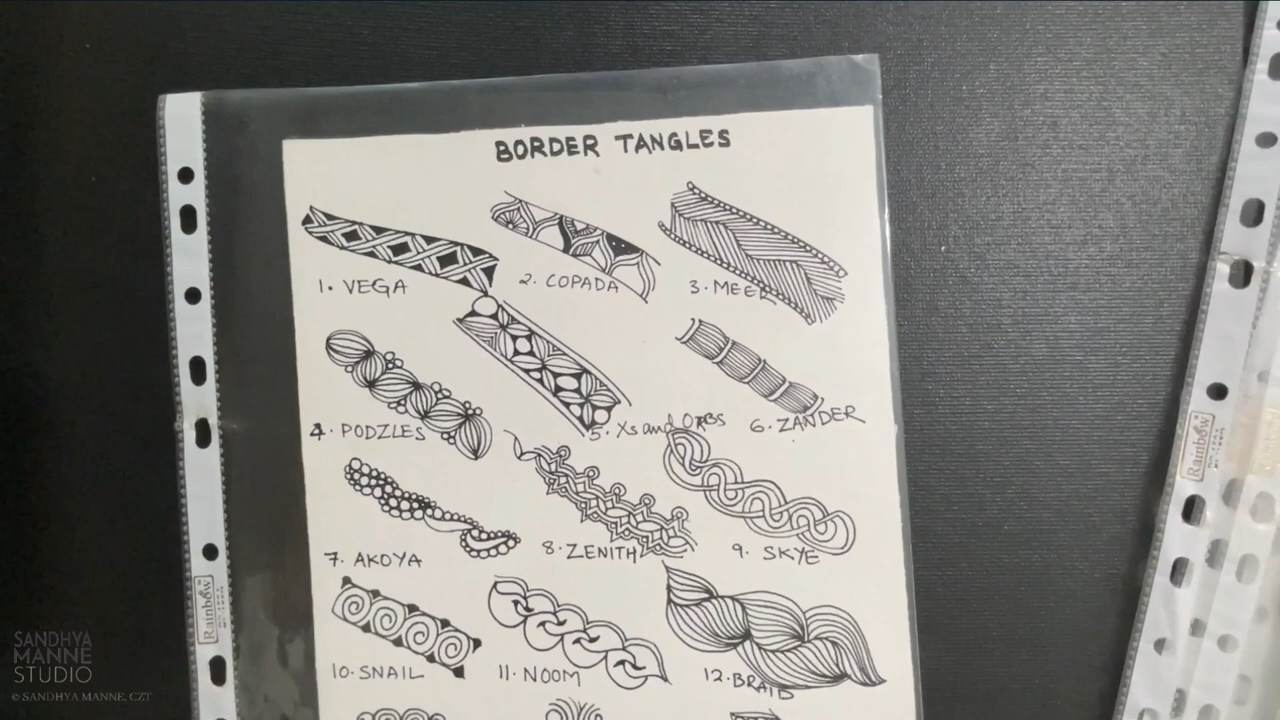 BORDER TANGLES
1. VEGA
2. COPADA
3. MEER
4. PODZLES
5. Xs and ORBS
6. ZANDER
7. AKOYA
8. ZENITH
9. SKYE
10. SNAIL
11. NOOM
12. BRAID
Rainbow
Rainbow
SANDHYA
MANNE
STUDIO
© SANDHYA MANNE, CZT